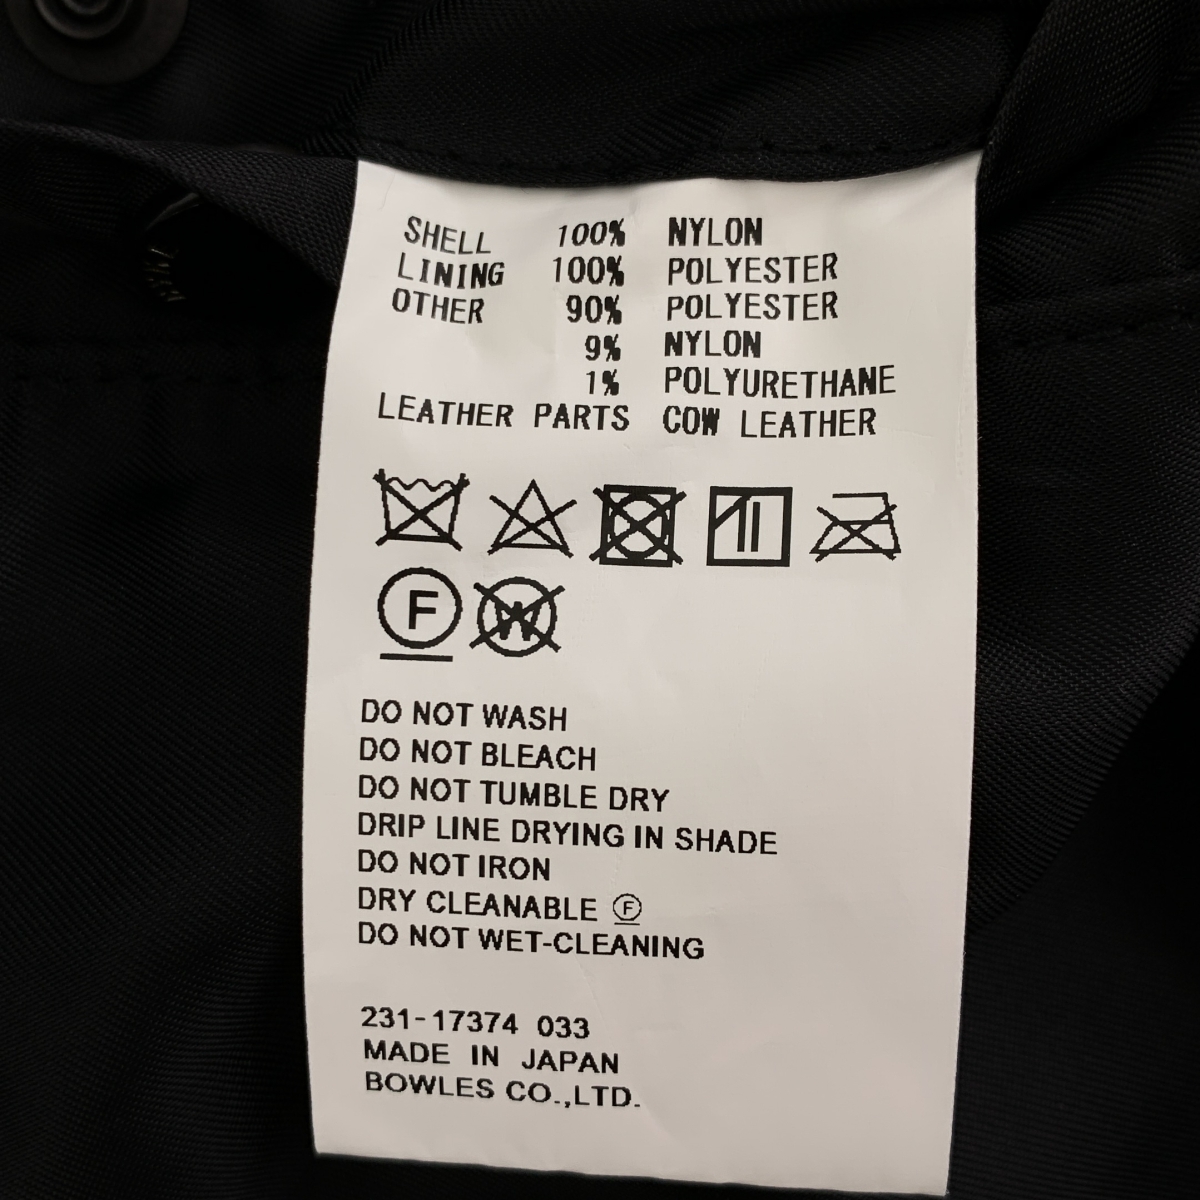 SHELL 100% NYLON
LINING 100% POLYESTER
OTHER 90% POLYESTER
9% NYLON
1% POLYURETHANE
LEATHER PARTS COW LEATHER
F W
DO NOT WASH
DO NOT BLEACH
DO NOT TUMBLE DRY
DRIP LINE DRYING IN SHADE
DO NOT IRON
DRY CLEANABLE Ⓕ
DO NOT WET-CLEANING
231-17374 033
MADE IN JAPAN
BOWLES CO.,LTD.